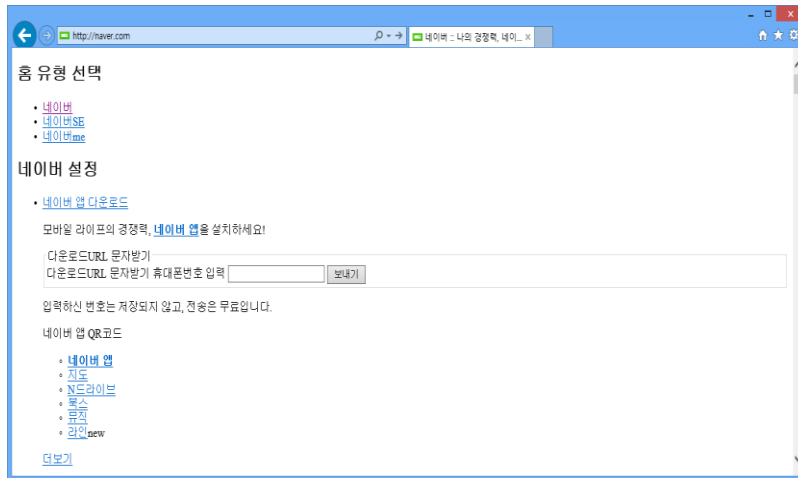 http://naver.com
네이버 :: 나의 경쟁력, 네이...
홈 유형 선택
네이버
네이버SE
네이버me
네이버 설정
네이버 앱 다운로드
모바일 라이프의 경쟁력, 네이버 앱을 설치하세요!
다운로드URL 문자받기
다운로드URL 문자받기 휴대폰번호 입력 보내기
입력하신 번호는 저장되지 않고, 전송은 무료입니다.
네이버 앱 QR코드
네이버 앱
지도
N드라이브
북스
뮤직
라인new
더보기